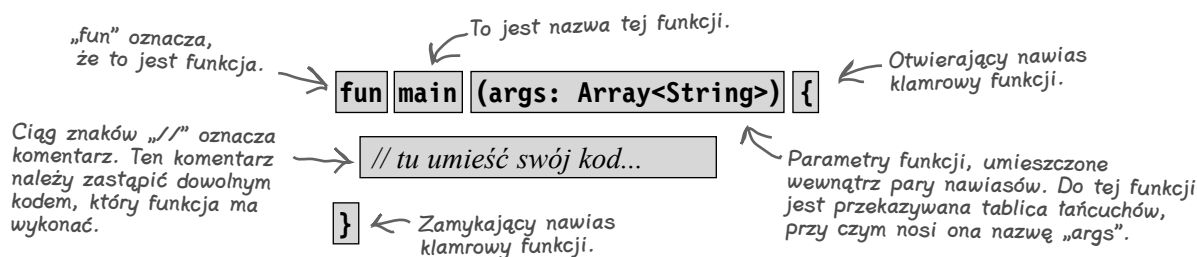 „fun” oznacza,
że to jest funkcja.
To jest nazwa tej funkcji.
Otwierający nawias
klamrowy funkcji.
fun main (args: Array<String>) {
Ciąg znaków „//” oznacza
komentarz. Ten komentarz
należy zastąpić dowolnym
kodem, który funkcja ma
wykonać.
// tu umieść swój kod...
Parametry funkcji, umieszczone
wewnątrz pary nawiasów. Do tej funkcji
jest przekazywana tablica łańcuchów,
przy czym nosi ona nazwę „args”.
}
Zamykający nawias
klamrowy funkcji.